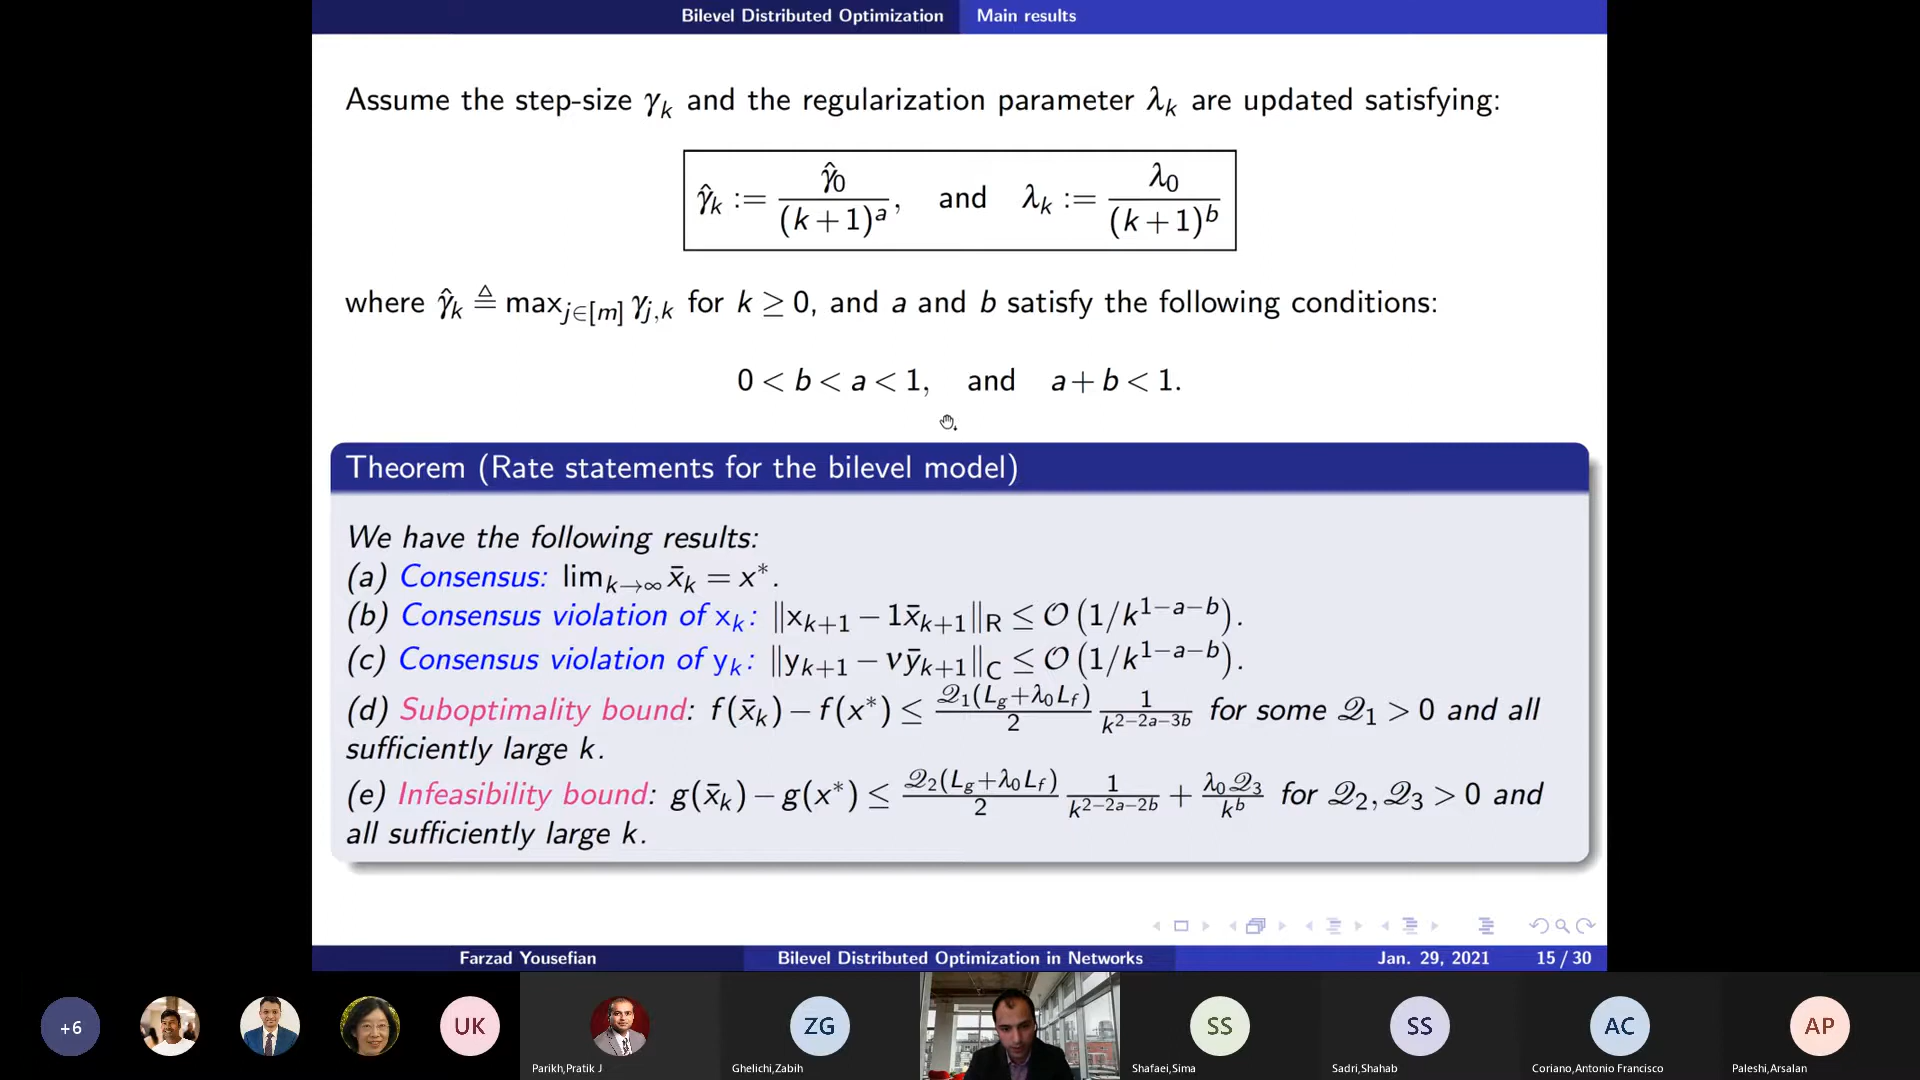 Bilevel Distributed Optimization Main results
Assume the step-size γ_k and the regularization parameter λ_k are updated satisfying:
γ̂_k := γ̂_0/(k+1)^a, and λ_k := λ_0/(k+1)^b
where γ̂_k ≜ max_{j∈[m]} γ_{j,k} for k ≥ 0, and a and b satisfy the following conditions:
0 < b < a < 1, and a + b < 1.
Theorem (Rate statements for the bilevel model)
We have the following results:
(a) Consensus: lim_{k→∞} x̄_k = x*.
(b) Consensus violation of x_k: ‖x_{k+1} − 1x̄_{k+1}‖_R ≤ 𝒪(1/k^{1−a−b}).
(c) Consensus violation of y_k: ‖y_{k+1} − νȳ_{k+1}‖_C ≤ 𝒪(1/k^{1−a−b}).
(d) Suboptimality bound: f(x̄_k) − f(x*) ≤ 𝒬_1(L_g+λ_0L_f)/2 1/k^{2−2a−3b} for some 𝒬_1 > 0 and all
sufficiently large k.
(e) Infeasibility bound: g(x̄_k) − g(x*) ≤ 𝒬_2(L_g+λ_0L_f)/2 1/k^{2−2a−2b} + λ_0𝒬_3/k^b for 𝒬_2, 𝒬_3 > 0 and
all sufficiently large k.
Farzad Yousefian Bilevel Distributed Optimization in Networks Jan. 29, 2021 15 / 30
+6 UK ZG SS SS AC AP
Parikh,Pratik J Ghelichi,Zabih Shafaei,Sima Sadri,Shahab Coriano,Antonio Francisco Paleshi,Arsalan